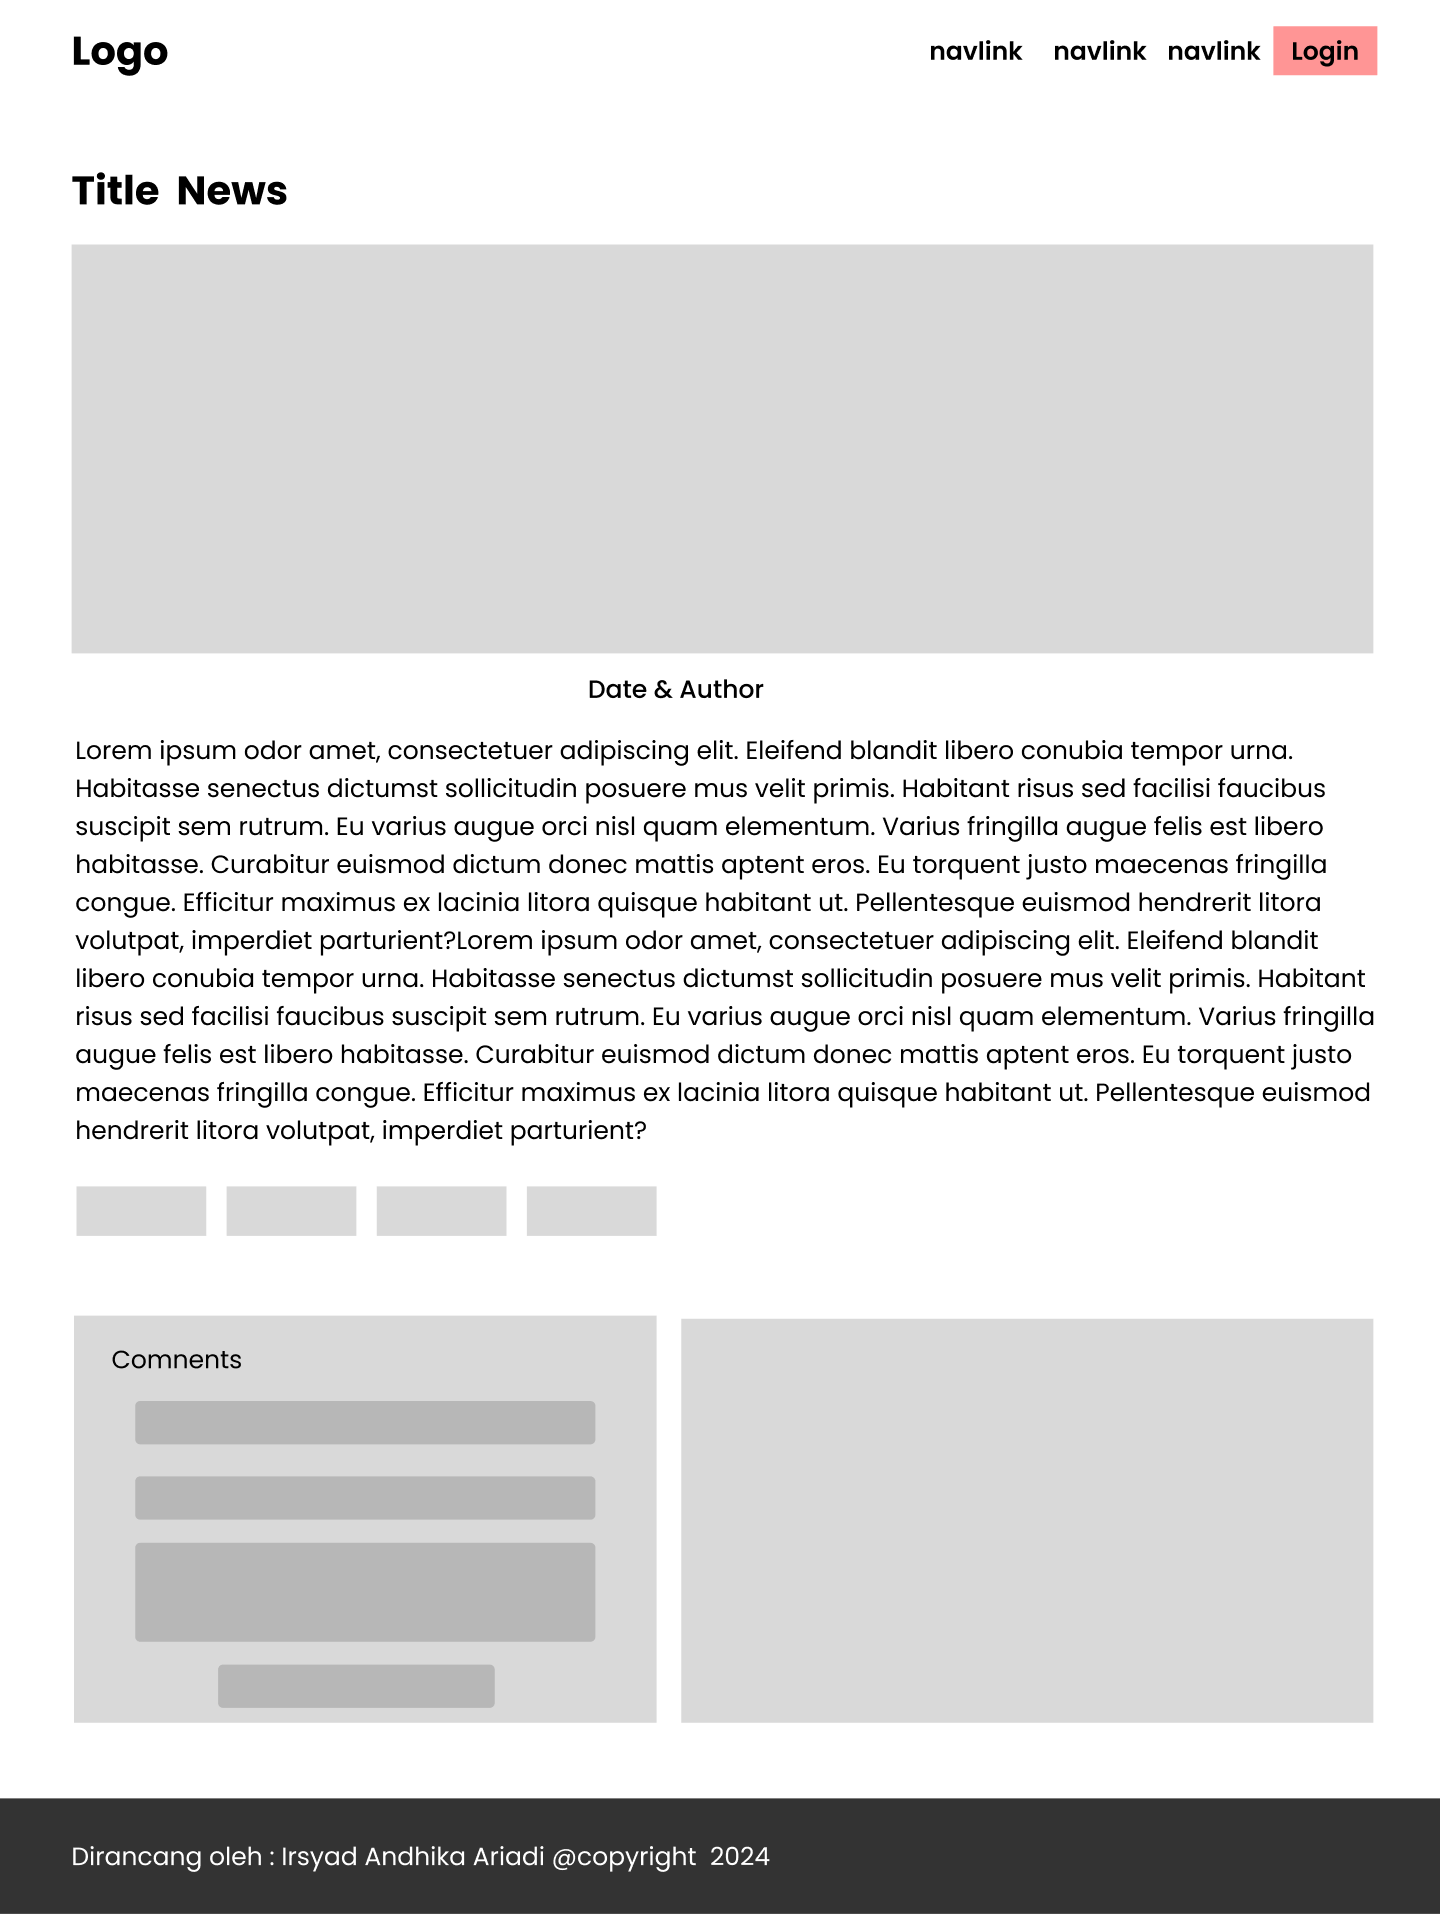 Logo
navlink navlink navlink Login
Title News
Date & Author
Lorem ipsum odor amet, consectetuer adipiscing elit. Eleifend blandit libero conubia tempor urna.
Habitasse senectus dictumst sollicitudin posuere mus velit primis. Habitant risus sed facilisi faucibus
suscipit sem rutrum. Eu varius augue orci nisl quam elementum. Varius fringilla augue felis est libero
habitasse. Curabitur euismod dictum donec mattis aptent eros. Eu torquent justo maecenas fringilla
congue. Efficitur maximus ex lacinia litora quisque habitant ut. Pellentesque euismod hendrerit litora
volutpat, imperdiet parturient?Lorem ipsum odor amet, consectetuer adipiscing elit. Eleifend blandit
libero conubia tempor urna. Habitasse senectus dictumst sollicitudin posuere mus velit primis. Habitant
risus sed facilisi faucibus suscipit sem rutrum. Eu varius augue orci nisl quam elementum. Varius fringilla
augue felis est libero habitasse. Curabitur euismod dictum donec mattis aptent eros. Eu torquent justo
maecenas fringilla congue. Efficitur maximus ex lacinia litora quisque habitant ut. Pellentesque euismod
hendrerit litora volutpat, imperdiet parturient?
Comnents
Dirancang oleh : Irsyad Andhika Ariadi @copyright 2024